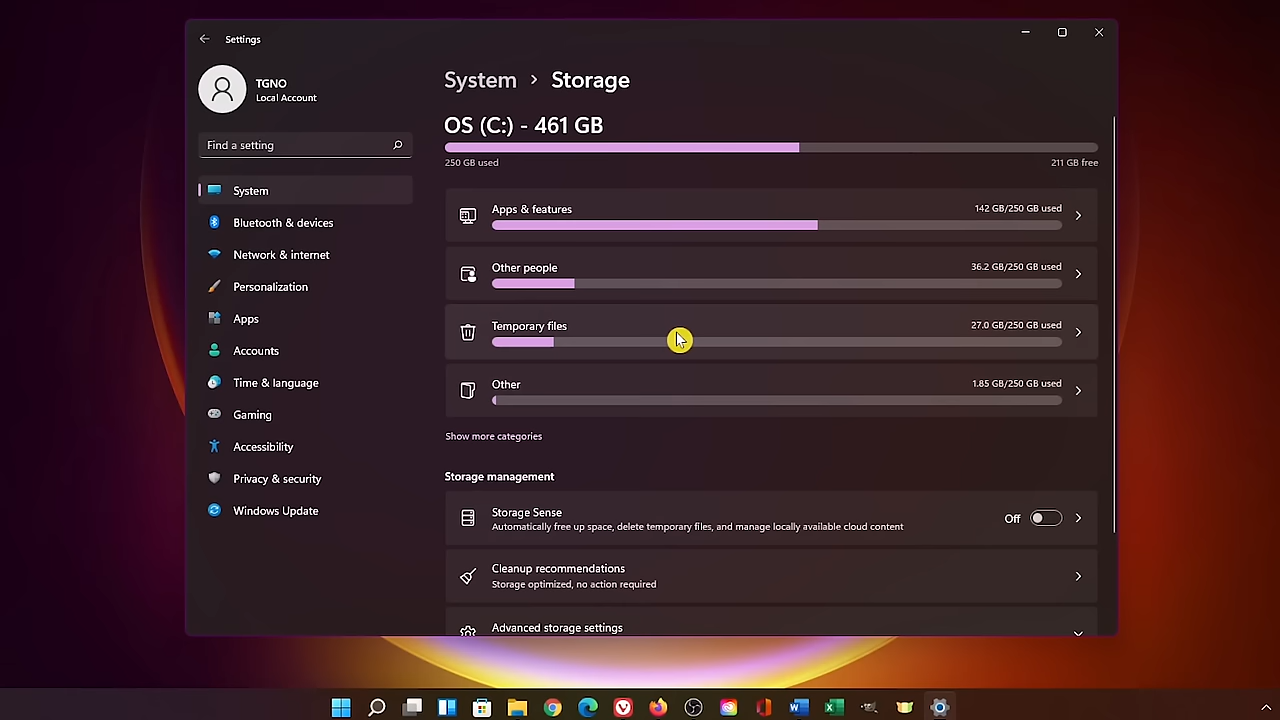 Settings
TGNO
Local Account
Find a setting
System
Bluetooth & devices
Network & internet
Personalization
Apps
Accounts
Time & language
Gaming
Accessibility
Privacy & security
Windows Update
System > Storage
OS (C:) - 461 GB
250 GB used
211 GB free
Apps & features
142 GB/250 GB used
Other people
36.2 GB/250 GB used
Temporary files
27.0 GB/250 GB used
Other
1.85 GB/250 GB used
Show more categories
Storage management
Storage Sense
Automatically free up space, delete temporary files, and manage locally available cloud content
Off
Cleanup recommendations
Storage optimized, no action required
Advanced storage settings